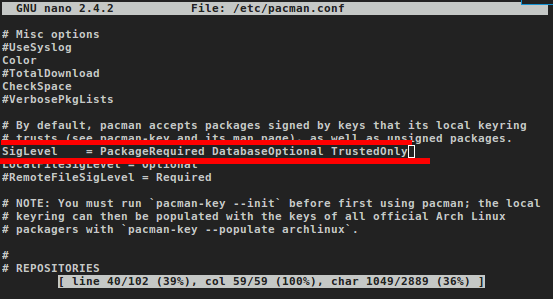 GNU nano 2.4.2 File: /etc/pacman.conf
# Misc options
#UseSyslog
Color
#TotalDownload
CheckSpace
#VerbosePkgLists
# By default, pacman accepts packages signed by keys that its local keyring
# trusts (see pacman-key and its man page), as well as unsigned packages.
SigLevel    = PackageRequired DatabaseOptional TrustedOnly
LocalFileSigLevel = Optional
#RemoteFileSigLevel = Required
# NOTE: You must run `pacman-key --init` before first using pacman; the local
# keyring can then be populated with the keys of all official Arch Linux
# packagers with `pacman-key --populate archlinux`.
#
# REPOSITORIES
[ line 40/102 (39%), col 59/59 (100%), char 1049/2889 (36%) ]